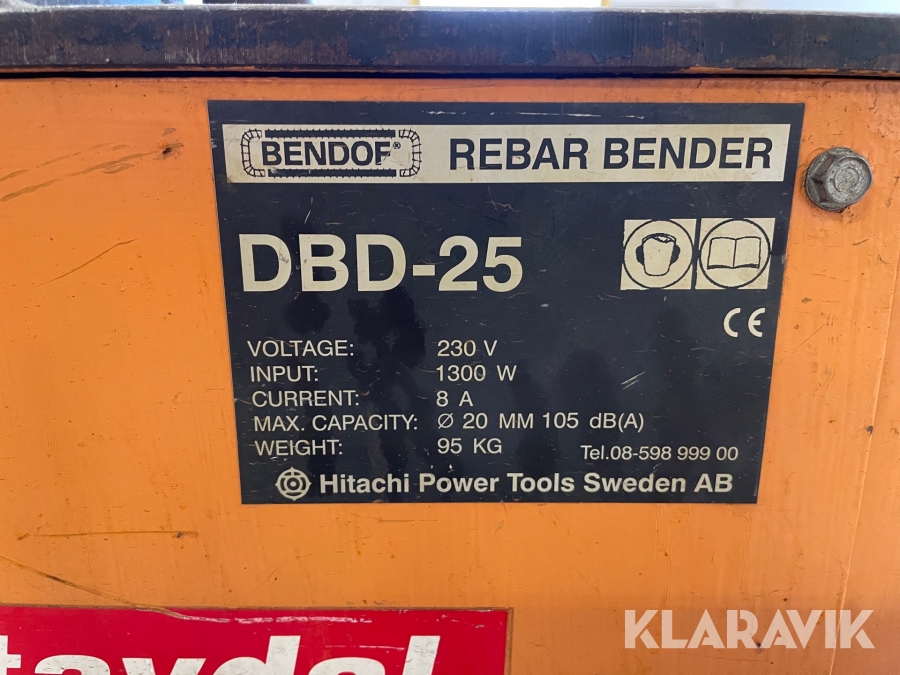 BENDOF® REBAR BENDER
DBD-25
CE
VOLTAGE: 230 V
INPUT: 1300 W
CURRENT: 8 A
MAX. CAPACITY: Ø 20 MM 105 dB(A)
WEIGHT: 95 KG Tel.08-598 999 00
Hitachi Power Tools Sweden AB
KLARAVIK